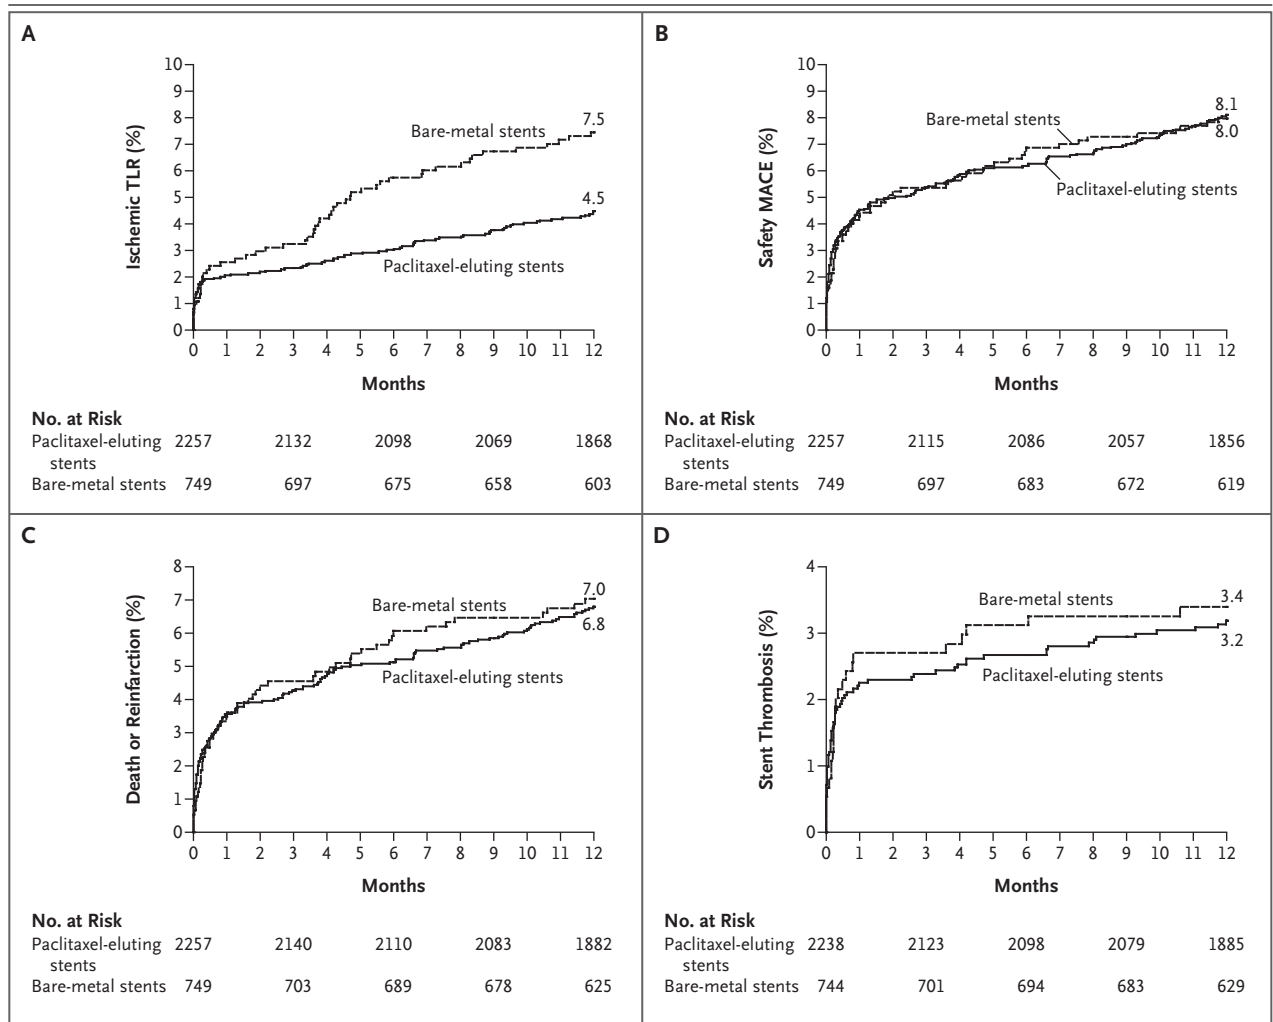 A
Ischemic TLR (%)
10
9
8
7
6
5
4
3
2
1
0
Bare-metal stents
7.5
4.5
Paclitaxel-eluting stents
0 1 2 3 4 5 6 7 8 9 10 11 12
Months
No. at Risk
Paclitaxel-eluting 2257 2132 2098 2069 1868
stents
Bare-metal stents 749 697 675 658 603
B
Safety MACE (%)
10
9
8
7
6
5
4
3
2
1
0
Bare-metal stents
8.1
8.0
Paclitaxel-eluting stents
0 1 2 3 4 5 6 7 8 9 10 11 12
Months
No. at Risk
Paclitaxel-eluting 2257 2115 2086 2057 1856
stents
Bare-metal stents 749 697 683 672 619
C
Death or Reinfarction (%)
8
7
6
5
4
3
2
1
0
Bare-metal stents
7.0
6.8
Paclitaxel-eluting stents
0 1 2 3 4 5 6 7 8 9 10 11 12
Months
No. at Risk
Paclitaxel-eluting 2257 2140 2110 2083 1882
stents
Bare-metal stents 749 703 689 678 625
D
Stent Thrombosis (%)
4
3
2
1
0
Bare-metal stents
3.4
3.2
Paclitaxel-eluting stents
0 1 2 3 4 5 6 7 8 9 10 11 12
Months
No. at Risk
Paclitaxel-eluting 2238 2123 2098 2079 1885
stents
Bare-metal stents 744 701 694 683 629